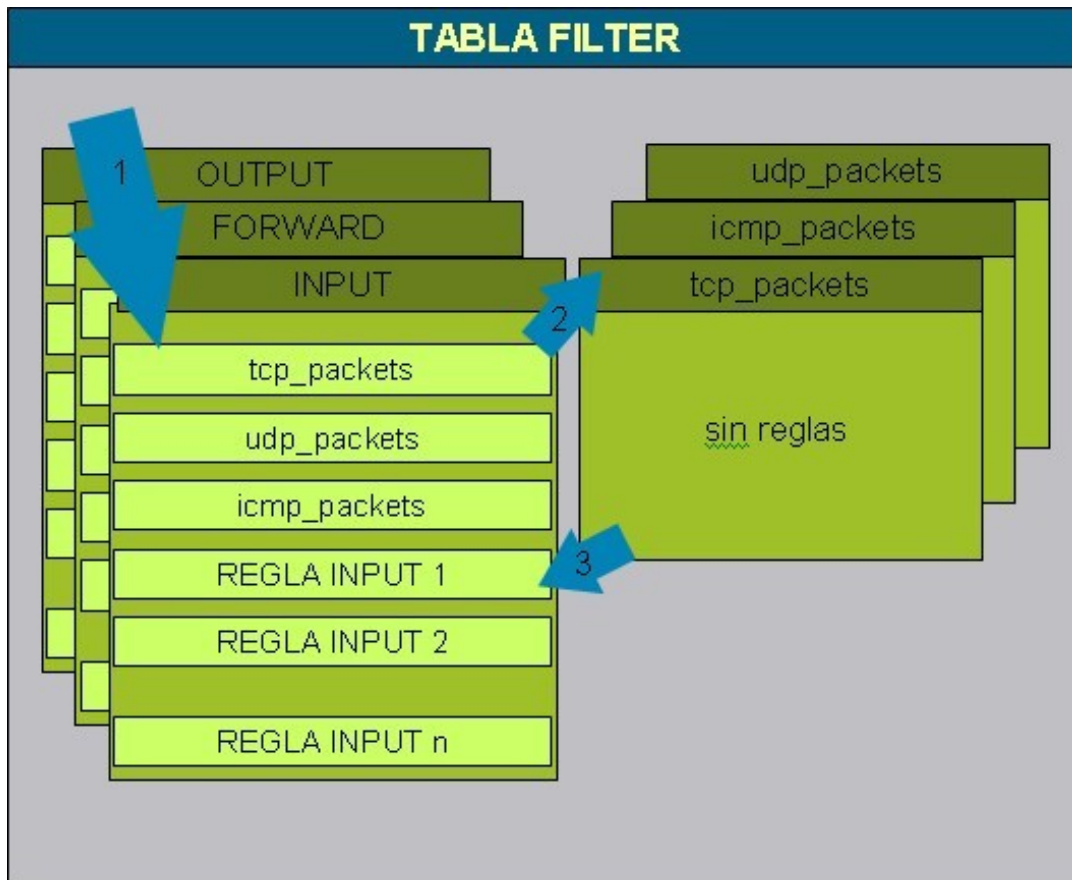 TABLA FILTER
1
OUTPUT
FORWARD
INPUT
2
tcp_packets
udp_packets
icmp_packets
REGLA INPUT 1
REGLA INPUT 2
REGLA INPUT n
udp_packets
icmp_packets
tcp_packets
sin reglas
3